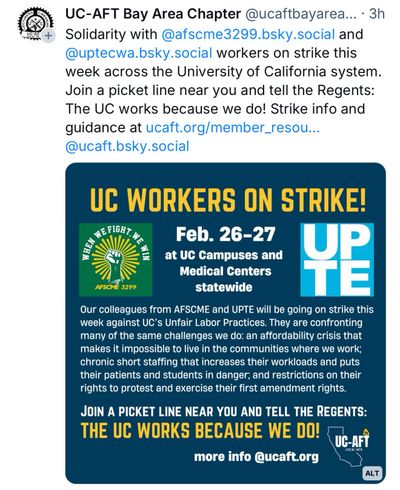 UC-AFT Bay Area Chapter @ucaftbayarea... · 3h
Solidarity with @afscme3299.bsky.social and
@uptecwa.bsky.social workers on strike this
week across the University of California system.
Join a picket line near you and tell the Regents:
The UC works because we do! Strike info and
guidance at ucaft.org/member_resou...
@ucaft.bsky.social
UC WORKERS ON STRIKE!
WHEN WE FIGHT, WE WIN
AFSCME 3299
Feb. 26-27
at UC Campuses and
Medical Centers
statewide
UP
TE
Our colleagues from AFSCME and UPTE will be going on strike this
week against UC's Unfair Labor Practices. They are confronting
many of the same challenges we do: an affordability crisis that
makes it impossible to live in the communities where we work;
chronic short staffing that increases their workloads and puts
their patients and students in danger; and restrictions on their
rights to protest and exercise their first amendment rights.
JOIN A PICKET LINE NEAR YOU AND TELL THE REGENTS:
THE UC WORKS BECAUSE WE DO!
more info @ucaft.org
UC-AFT
ALT